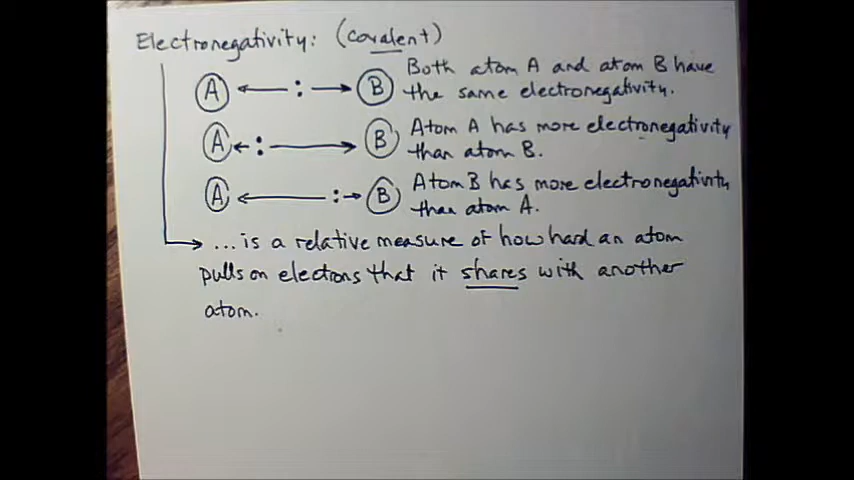 Electronegativity: (covalent)
A ← : → B Both atom A and atom B have
the same electronegativity.
A ← : → B Atom A has more electronegativity
than atom B.
A ← : → B Atom B has more electronegativity
than atom A.
... is a relative measure of how hard an atom
pulls on electrons that it shares with another
atom.